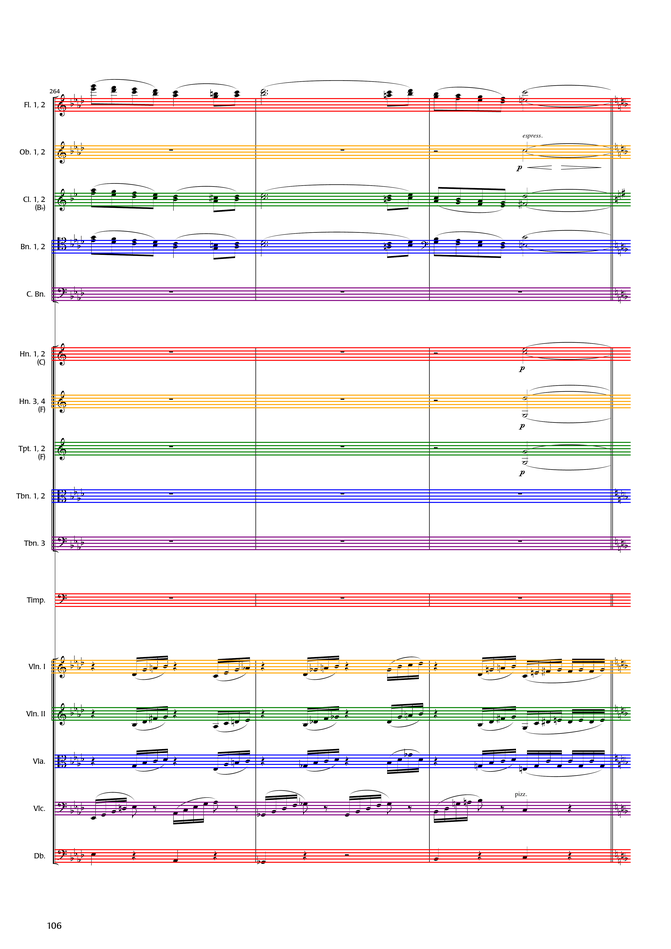 264
Fl. 1, 2
espress.
Ob. 1, 2
p
Cl. 1, 2
(B♭)
Bn. 1, 2
C. Bn.
Hn. 1, 2
(C)
p
Hn. 3, 4
(F)
p
Tpt. 1, 2
(F)
p
Tbn. 1, 2
Tbn. 3
Timp.
Vln. I
Vln. II
Vla.
pizz.
Vlc.
Db.
106